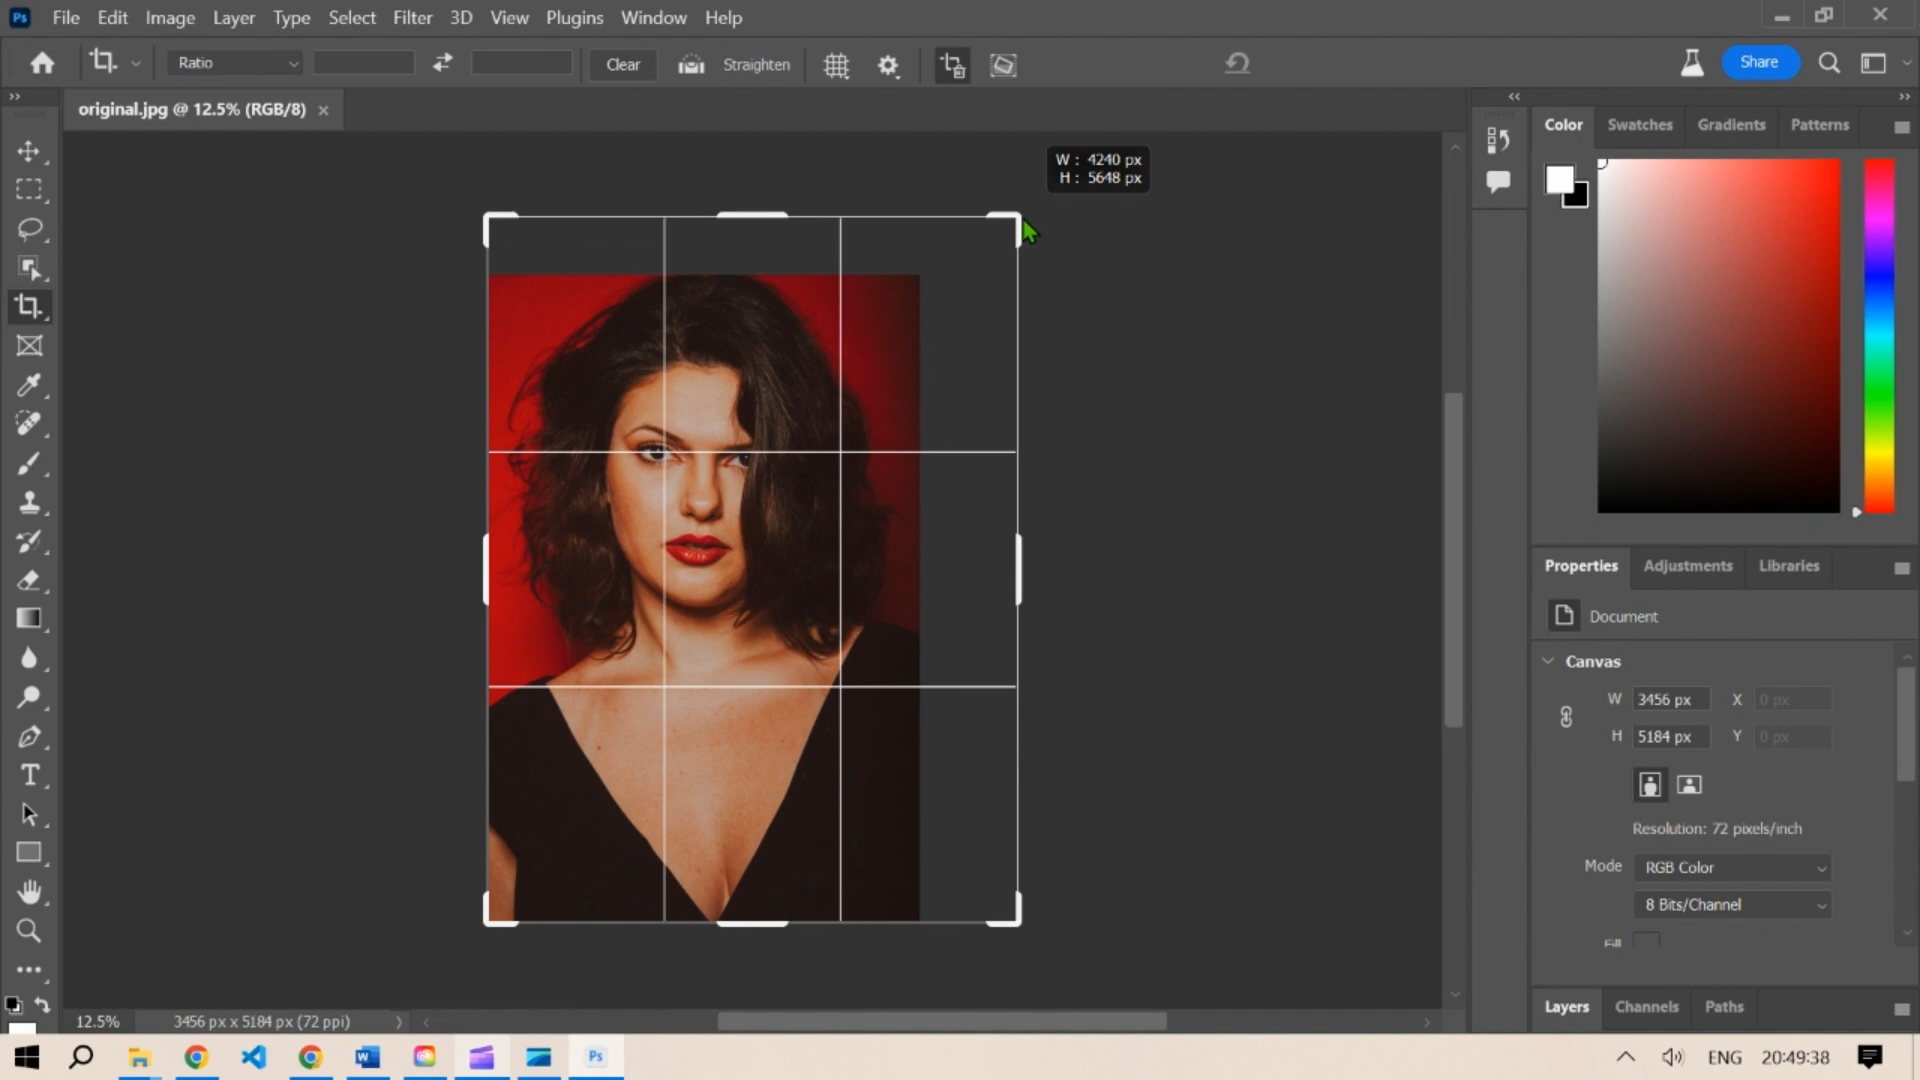 Ps File Edit Image Layer Type Select Filter 3D View Plugins Window Help
Ratio Clear Straighten Share
original.jpg @ 12.5% (RGB/8)
W : 4240 px
H : 5648 px
Color Swatches Gradients Patterns
Properties Adjustments Libraries
Document
Canvas
W 3456 px X 0 px
H 5184 px Y 0 px
Resolution: 72 pixels/inch
Mode RGB Color
8 Bits/Channel
Fill
Layers Channels Paths
12.5% 3456 px x 5184 px (72 ppi)
Ps ENG 20:49:38